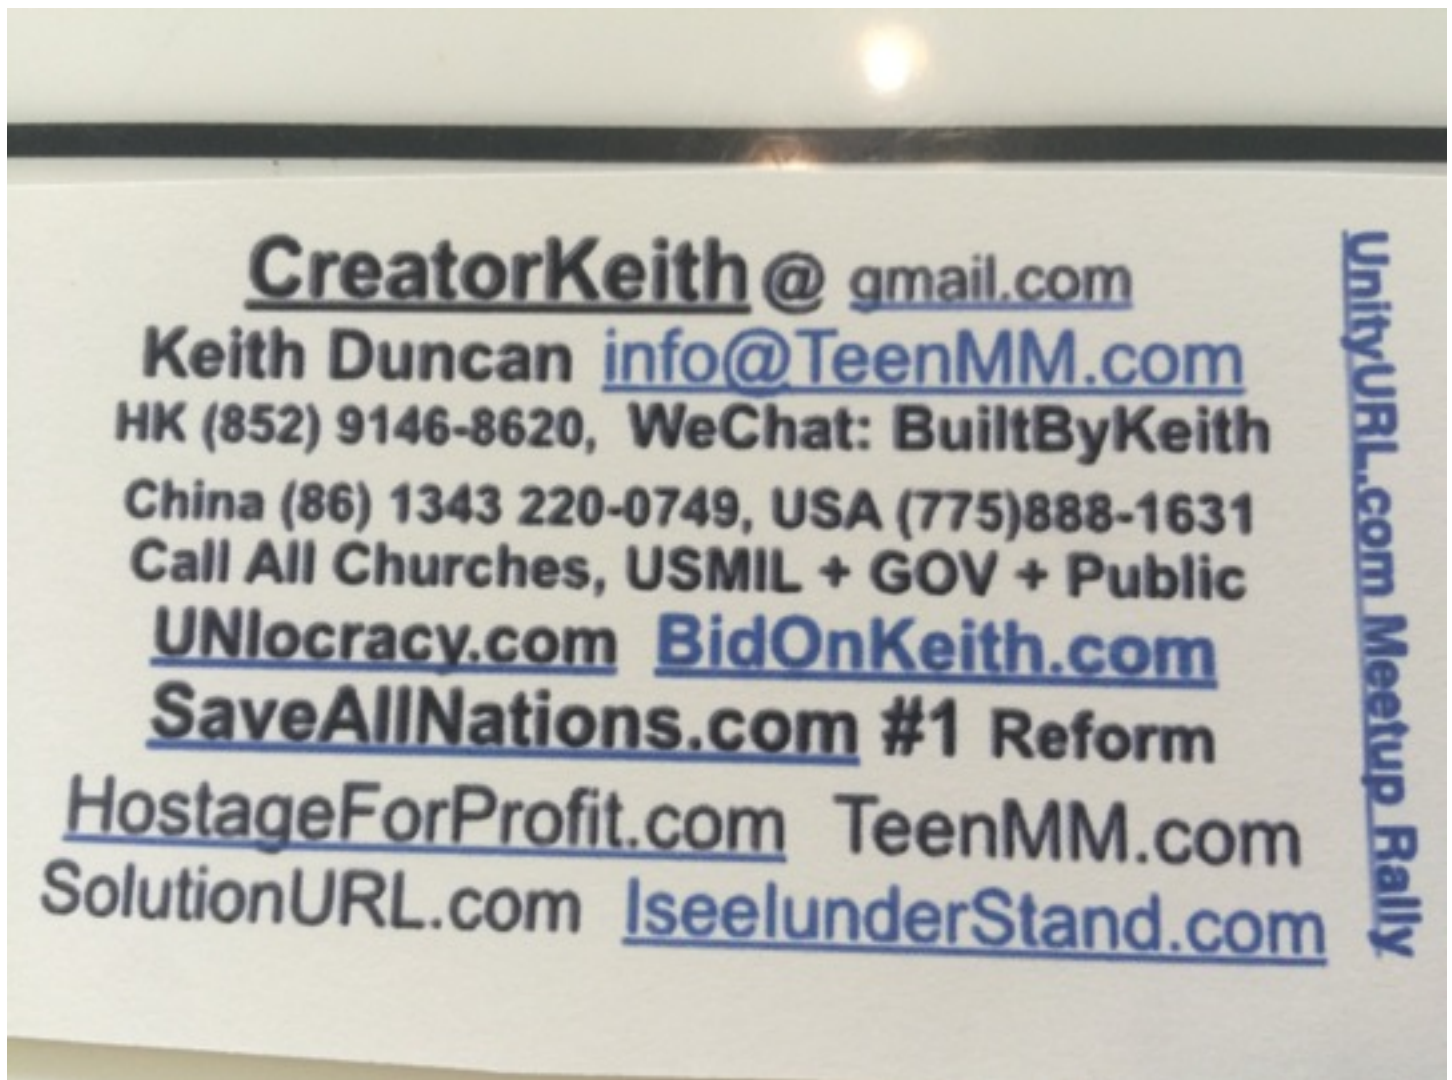 CreatorKeith@ gmail.com
Keith Duncan info@TeenMM.com
HK (852) 9146-8620, WeChat: BuiltByKeith
China (86) 1343 220-0749, USA (775)888-1631
Call All Churches, USMIL + GOV + Public
UNIocracy.com BidOnKeith.com
SaveAllNations.com #1 Reform
HostageForProfit.com TeenMM.com
SolutionURL.com IseeIunderStand.com
UnityURL.com Meetup Rally